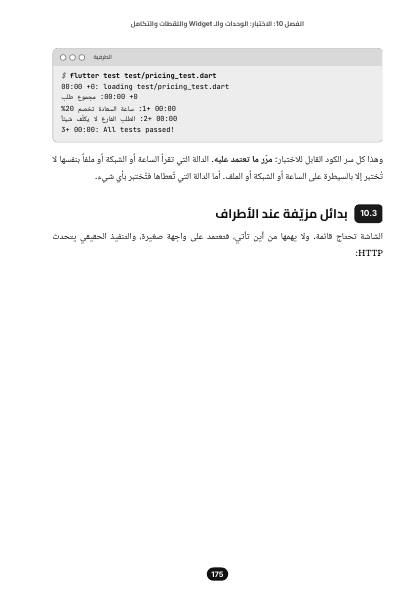 الفصل 10: الاختبار: الوحدات والـ Widget واللقطات والتكامل
الطرفية
$ flutter test test/pricing_test.dart
00:00 +0: loading test/pricing_test.dart
00:00 +0: مجموع طلب
00:00 +1: ساعة السعادة تخصم 20%
00:00 +2: الطلب الفارغ لا يكلّف شيئاً
3+ 00:00: All tests passed!
وهذا كل سر الكود القابل للاختبار: مرّر ما تعتمد عليه. الدالة التي تقرأ الساعة أو الشبكة أو ملفاً بنفسها لا
تُختبر إلا بالسيطرة على الساعة أو الشبكة أو الملف. أما الدالة التي تُعطاها فتُختبر بأي شيء.
10.3 بدائل مزيّفة عند الأطراف
الشاشة تحتاج قائمة. ولا يهمها من أين تأتي، فتعتمد على واجهة صغيرة، والتنفيذ الحقيقي يتحدث
HTTP:
175